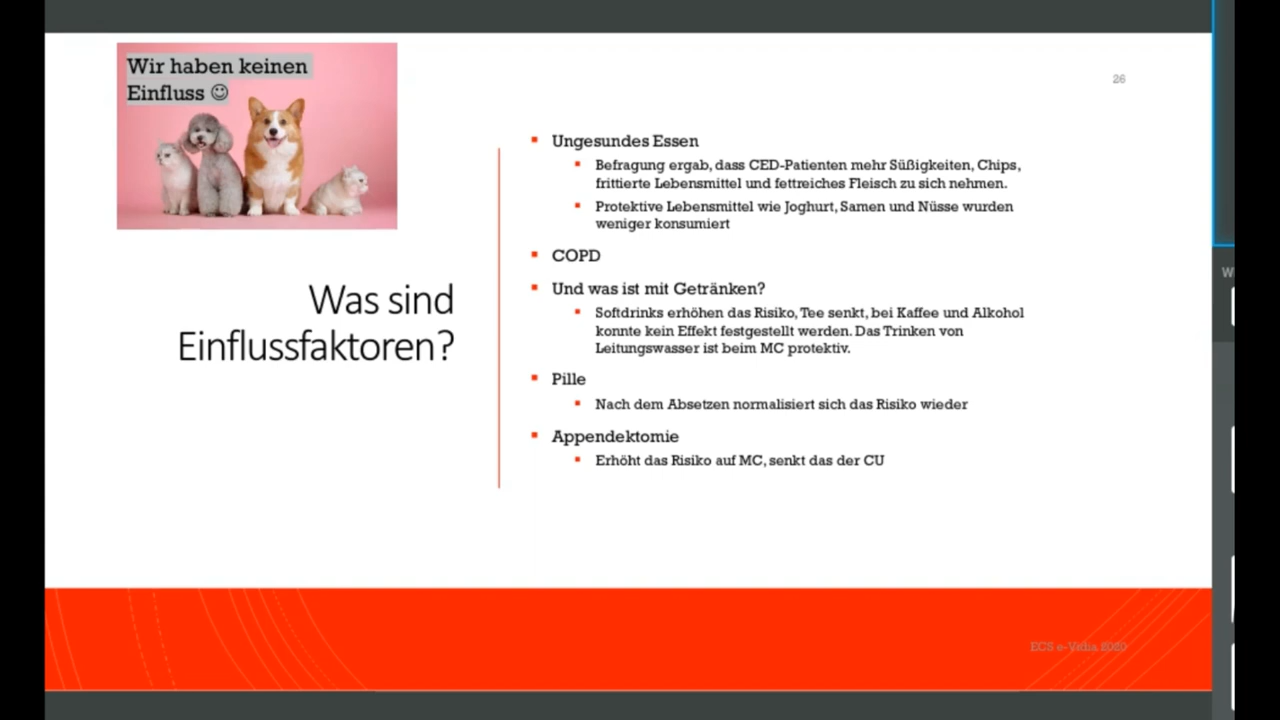 Wir haben keinen
Einfluss ☺
26
Was sind
Einflussfaktoren?
Ungesundes Essen
Befragung ergab, dass CED-Patienten mehr Süßigkeiten, Chips,
frittierte Lebensmittel und fettreiches Fleisch zu sich nehmen.
Protektive Lebensmittel wie Joghurt, Samen und Nüsse wurden
weniger konsumiert
COPD
Und was ist mit Getränken?
Softdrinks erhöhen das Risiko, Tee senkt, bei Kaffee und Alkohol
konnte kein Effekt festgestellt werden. Das Trinken von
Leitungswasser ist beim MC protektiv.
Pille
Nach dem Absetzen normalisiert sich das Risiko wieder
Appendektomie
Erhöht das Risiko auf MC, senkt das der CU
ECS 2020